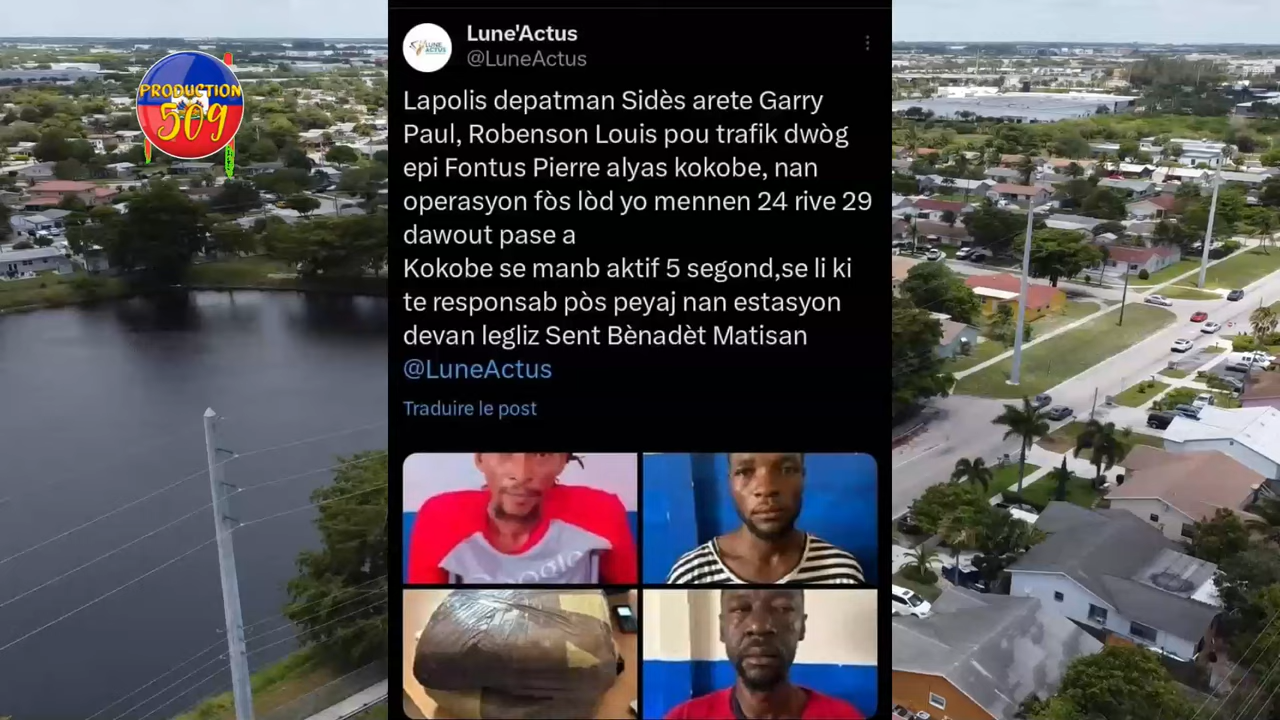 PRODUCTION
509
Lune'Actus
@LuneActus
Lapolis depatman Sidès arete Garry
Paul, Robenson Louis pou trafik dwòg
epi Fontus Pierre alyas kokobe, nan
operasyon fòs lòd yo mennen 24 rive 29
dawout pase a
Kokobe se manb aktif 5 segond,se li ki
te responsab pòs peyaj nan estasyon
devan legliz Sent Bènadèt Matisan
@LuneActus
Traduire le post
Google